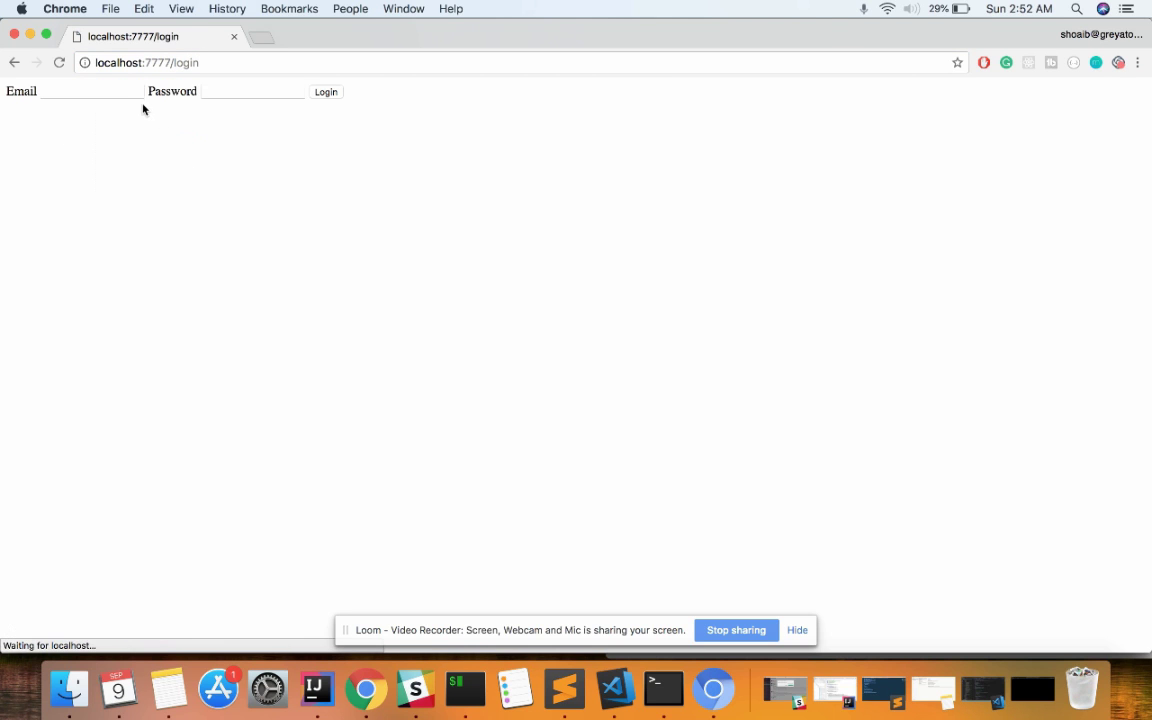 Chrome File Edit View History Bookmarks People Window Help 29% Sun 2:52 AM
localhost:7777/login shoaib@greyato...
localhost:7777/login
Email Password Login
Loom - Video Recorder: Screen, Webcam and Mic is sharing your screen. Stop sharing Hide
Waiting for localhost...
SEP
9
1
IJ
S
$
>_